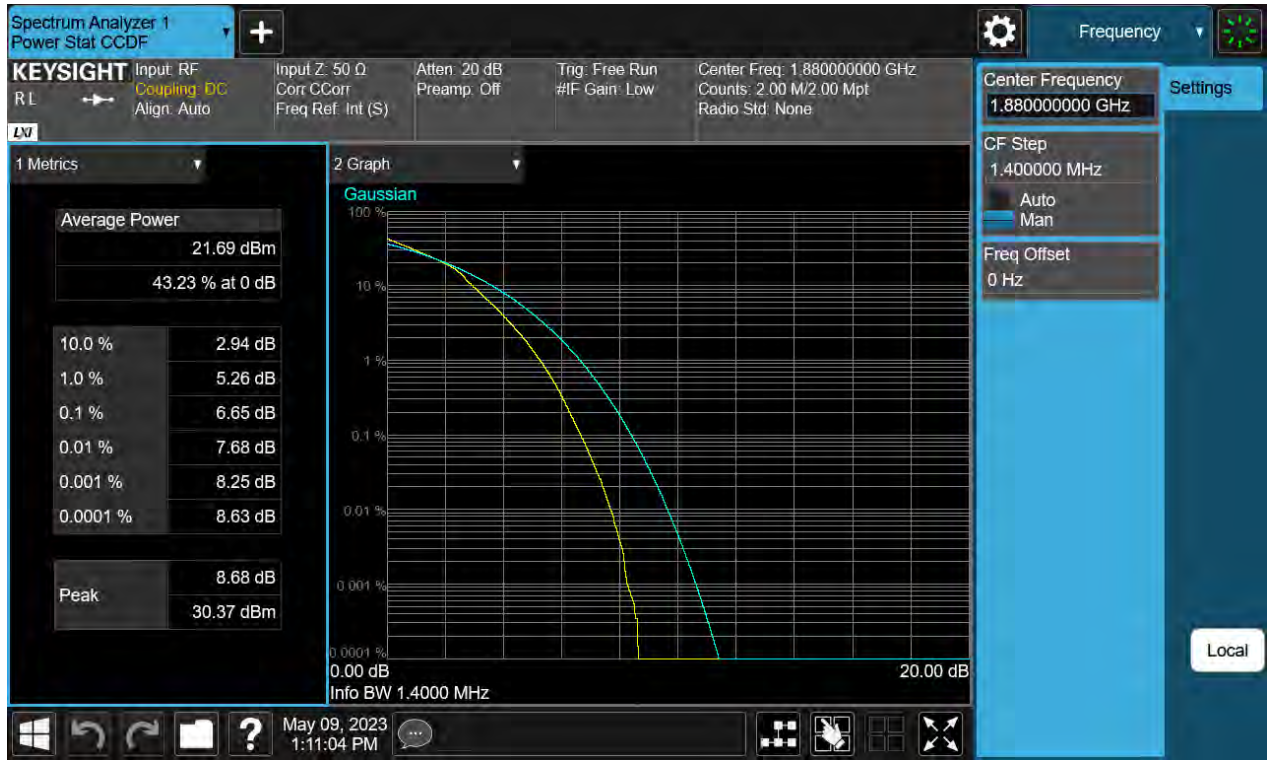 Spectrum Analyzer 1
Power Stat CCDF
+
Frequency
KEYSIGHT
RL
LXI
Input: RF
Coupling: DC
Align: Auto
Input Z: 50 Ω
Corr CCorr
Freq Ref: Int (S)
Atten: 20 dB
Preamp: Off
Trig: Free Run
#IF Gain: Low
Center Freq: 1.880000000 GHz
Counts: 2.00 M/2.00 Mpt
Radio Std: None
Center Frequency
1.880000000 GHz
Settings
CF Step
1.400000 MHz
Auto
Man
Freq Offset
0 Hz
Local
1 Metrics
Average Power
21.69 dBm
43.23 % at 0 dB
10.0 % 2.94 dB
1.0 % 5.26 dB
0.1 % 6.65 dB
0.01 % 7.68 dB
0.001 % 8.25 dB
0.0001 % 8.63 dB
Peak 8.68 dB
30.37 dBm
2 Graph
Gaussian
100 %
10 %
1 %
0.1 %
0.01 %
0.001 %
0.0001 %
0.00 dB 20.00 dB
Info BW 1.4000 MHz
?
May 09, 2023
1:11:04 PM